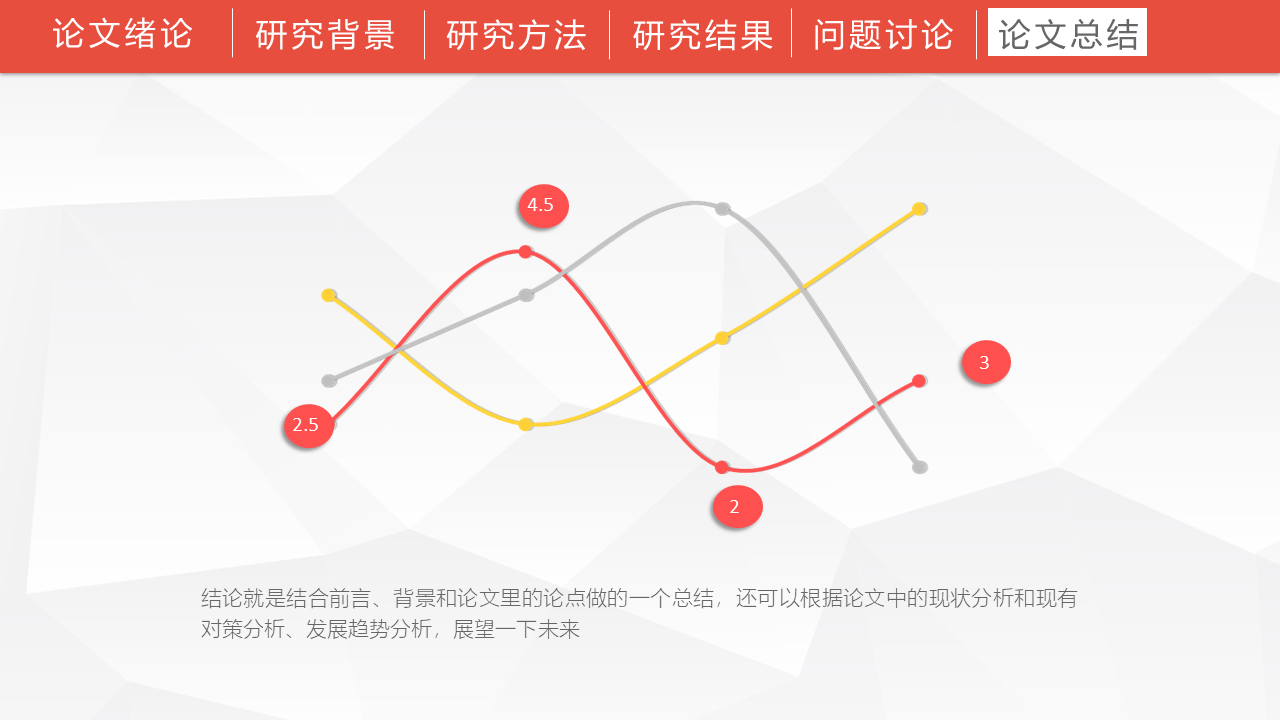 论文绪论 研究背景 研究方法 研究结果 问题讨论 论文总结
4.5
3
2.5
2
结论就是结合前言、背景和论文里的论点做的一个总结，还可以根据论文中的现状分析和现有
对策分析、发展趋势分析，展望一下未来